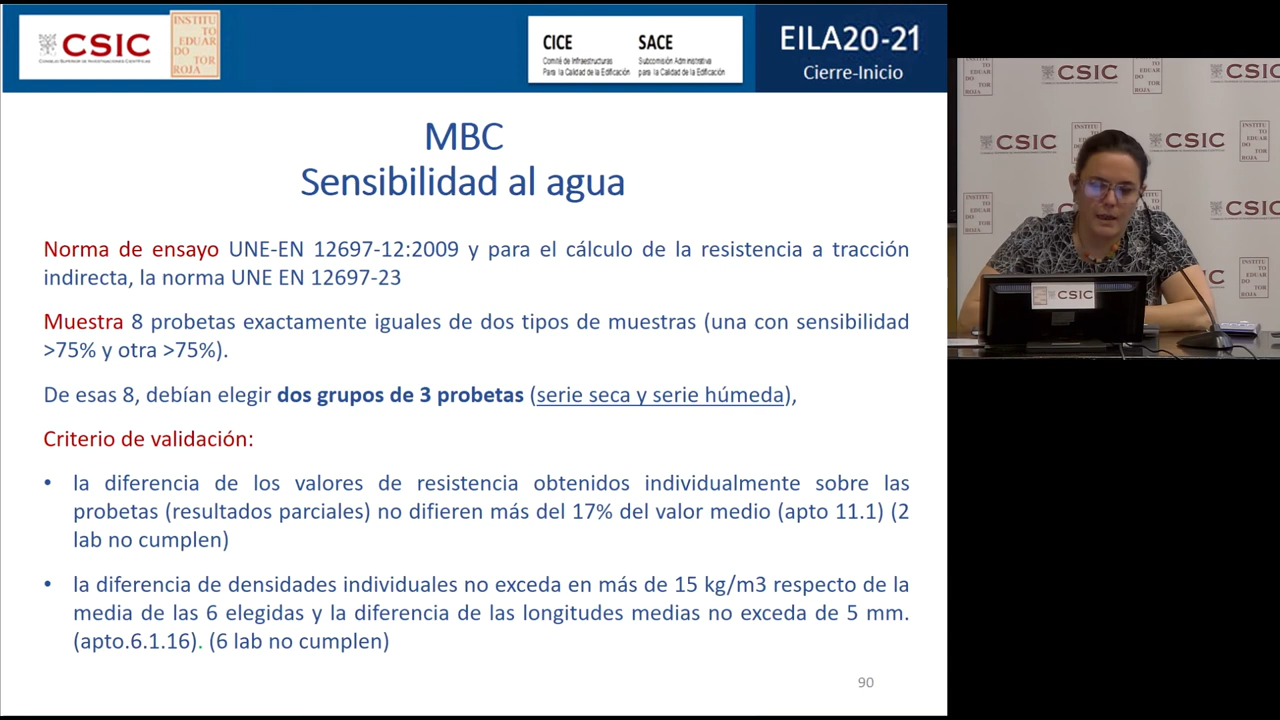 CSIC
CONSEJO SUPERIOR DE INVESTIGACIONES CIENTÍFICAS
INSTITU
TO
EDUAR
DO
TOR
ROJA
CICE
Comité de Infraestructuras
Para la Calidad de la Edificación
SACE
Subcomisión Administrativa
para la Calidad de la Edificación
EILA20-21
Cierre-Inicio
MBC
Sensibilidad al agua
Norma de ensayo UNE-EN 12697-12:2009 y para el cálculo de la resistencia a tracción
indirecta, la norma UNE EN 12697-23
Muestra 8 probetas exactamente iguales de dos tipos de muestras (una con sensibilidad
>75% y otra >75%).
De esas 8, debían elegir dos grupos de 3 probetas (serie seca y serie húmeda),
Criterio de validación:
• la diferencia de los valores de resistencia obtenidos individualmente sobre las
probetas (resultados parciales) no difieren más del 17% del valor medio (apto 11.1) (2
lab no cumplen)
• la diferencia de densidades individuales no exceda en más de 15 kg/m3 respecto de la
media de las 6 elegidas y la diferencia de las longitudes medias no exceda de 5 mm.
(apto.6.1.16). (6 lab no cumplen)
90
CSIC
CSIC
CSIC
CSIC
CSIC
CSIC
CSIC